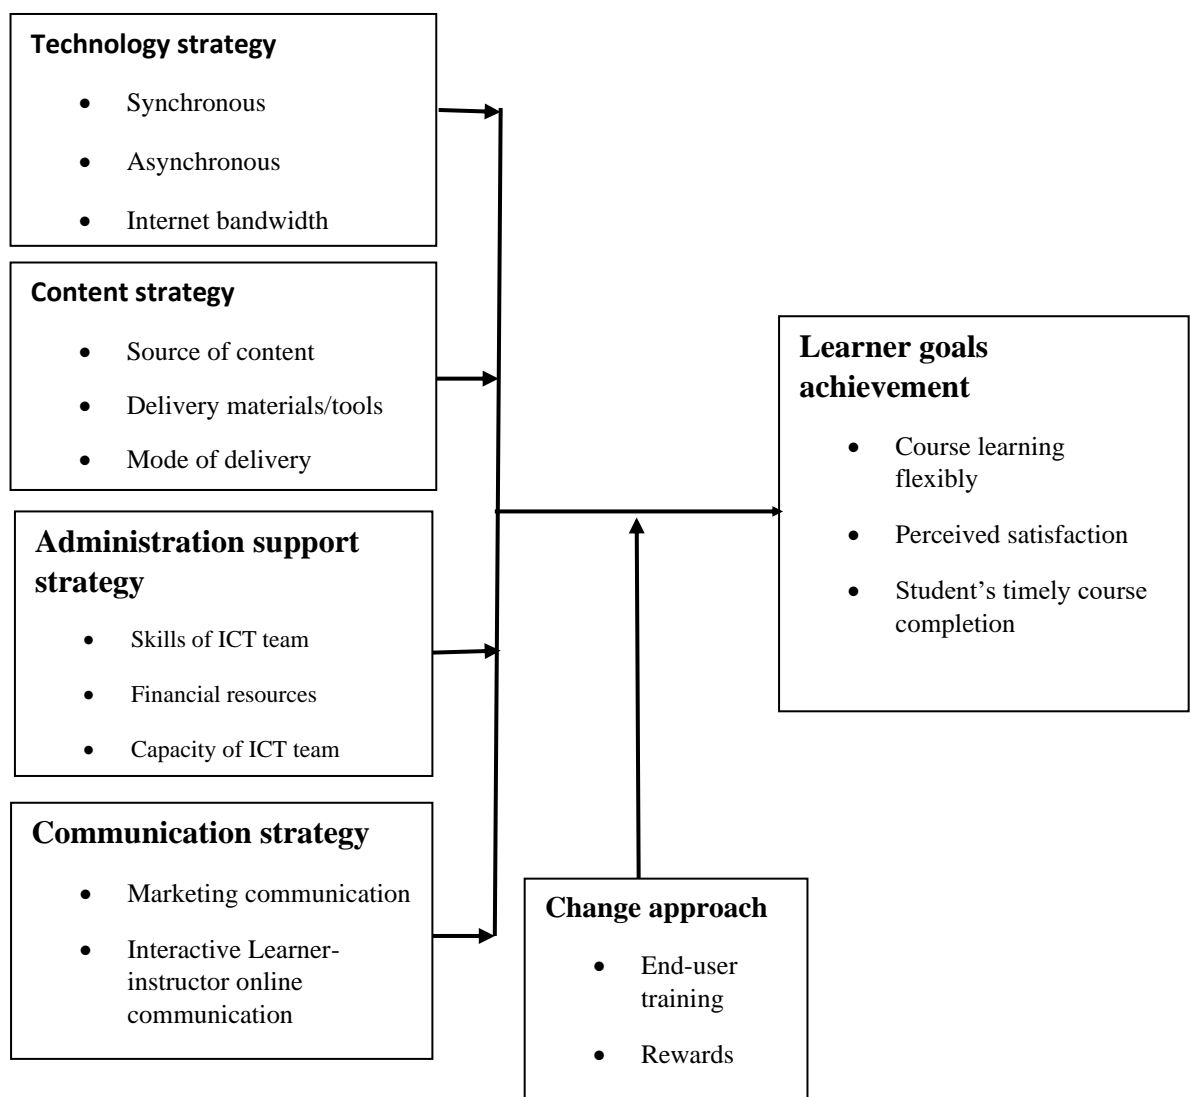 Technology strategy
• Synchronous
• Asynchronous
• Internet bandwidth
Content strategy
• Source of content
• Delivery materials/tools
• Mode of delivery
Administration support
strategy
• Skills of ICT team
• Financial resources
• Capacity of ICT team
Communication strategy
• Marketing communication
• Interactive Learner-
instructor online
communication
Change approach
• End-user
training
• Rewards
Learner goals
achievement
• Course learning
flexibly
• Perceived satisfaction
• Student’s timely course
completion